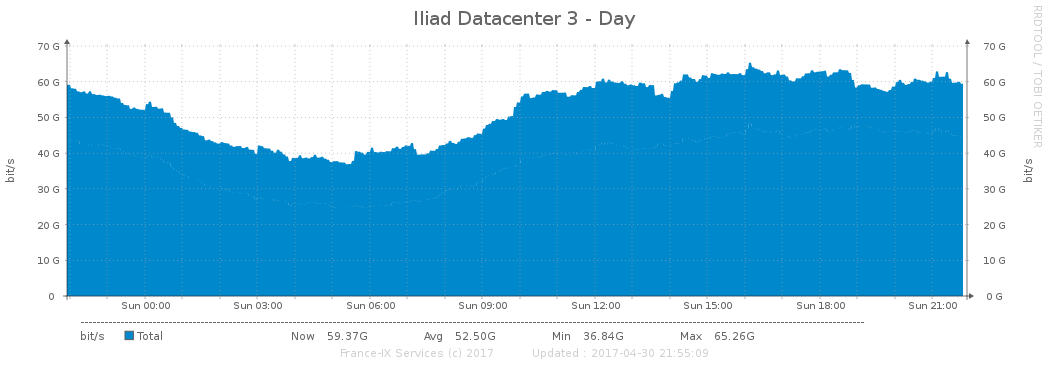 Iliad Datacenter 3 - Day
RRDTOOL / TOBI OETIKER
bit/s
70 G
60 G
50 G
40 G
30 G
20 G
10 G
0
70 G
60 G
50 G
40 G
30 G
20 G
10 G
0 G
bit/s
Sun 00:00 Sun 03:00 Sun 06:00 Sun 09:00 Sun 12:00 Sun 15:00 Sun 18:00 Sun 21:00
bit/s Total Now 59.37G Avg 52.50G Min 36.84G Max 65.26G
France-IX Services (c) 2017 Updated : 2017-04-30 21:55:09